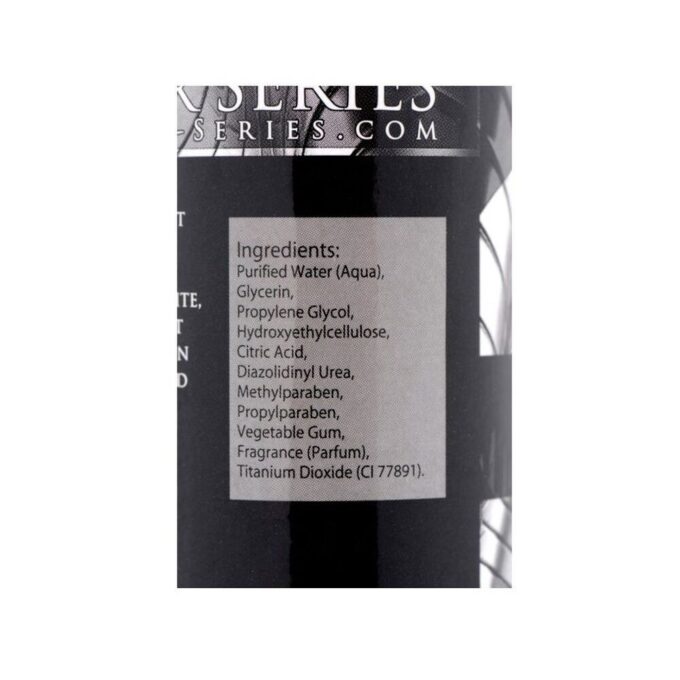 SERIES
-SERIES.COM
Ingredients:
Purified Water (Aqua),
Glycerin,
Propylene Glycol,
Hydroxyethylcellulose,
Citric Acid,
Diazolidinyl Urea,
Methylparaben,
Propylparaben,
Vegetable Gum,
Fragrance (Parfum),
Titanium Dioxide (CI 77891).